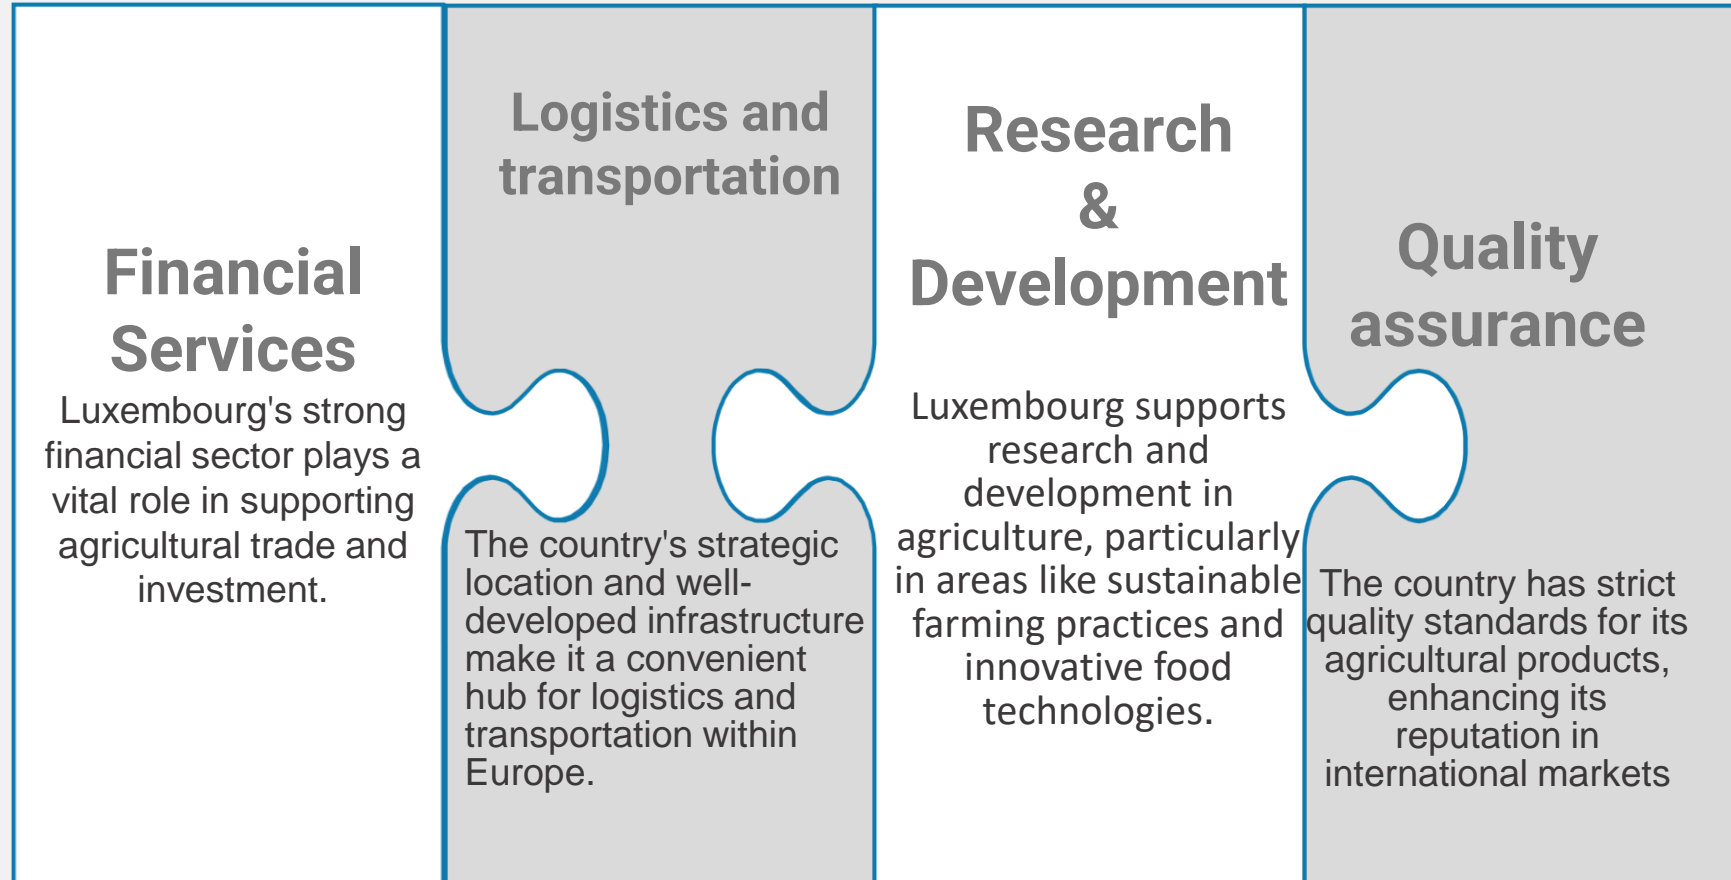 Financial
Services
Luxembourg's strong
financial sector plays a
vital role in supporting
agricultural trade and
investment.
Logistics and
transportation
The country's strategic
location and well-
developed infrastructure
make it a convenient
hub for logistics and
transportation within
Europe.
Research
&
Development
Luxembourg supports
research and
development in
agriculture, particularly
in areas like sustainable
farming practices and
innovative food
technologies.
Quality
assurance
The country has strict
quality standards for its
agricultural products,
enhancing its
reputation in
international markets